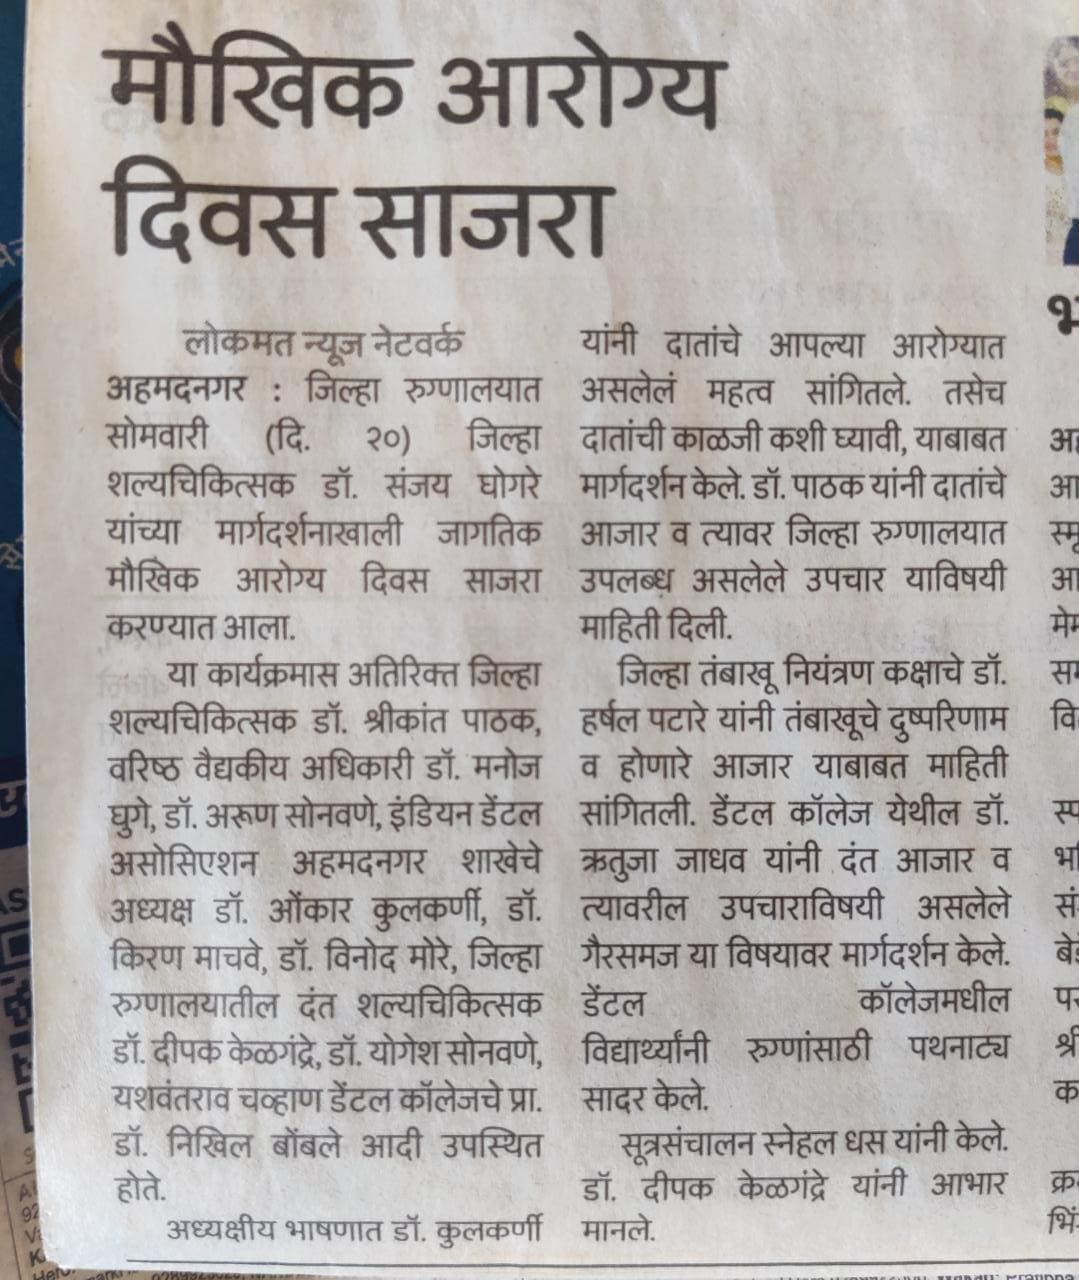 मौखिक आरोग्य
दिवस साजरा
लोकमत न्यूज नेटवर्क
अहमदनगर : जिल्हा रुग्णालयात
सोमवारी (दि. २०) जिल्हा
शल्यचिकित्सक डॉ. संजय घोगरे
यांच्या मार्गदर्शनाखाली जागतिक
मौखिक आरोग्य दिवस साजरा
करण्यात आला.
या कार्यक्रमास अतिरिक्त जिल्हा
शल्यचिकित्सक डॉ. श्रीकांत पाठक,
वरिष्ठ वैद्यकीय अधिकारी डॉ. मनोज
घुगे, डॉ. अरूण सोनवणे, इंडियन डेंटल
असोसिएशन अहमदनगर शाखेचे
अध्यक्ष डॉ. ओंकार कुलकर्णी, डॉ.
किरण माचवे, डॉ. विनोद मोरे, जिल्हा
रुग्णालयातील दंत शल्यचिकित्सक
डॉ. दीपक केळगंद्रे, डॉ. योगेश सोनवणे,
यशवंतराव चव्हाण डेंटल कॉलेजचे प्रा.
डॉ. निखिल बोंबले आदी उपस्थित
होते.
अध्यक्षीय भाषणात डॉ. कुलकर्णी
यांनी दातांचे आपल्या आरोग्यात
असलेलं महत्व सांगितले. तसेच
दातांची काळजी कशी घ्यावी, याबाबत
मार्गदर्शन केले. डॉ. पाठक यांनी दातांचे
आजार व त्यावर जिल्हा रुग्णालयात
उपलब्ध असलेले उपचार याविषयी
माहिती दिली.
जिल्हा तंबाखू नियंत्रण कक्षाचे डॉ.
हर्षल पटारे यांनी तंबाखूचे दुष्परिणाम
व होणारे आजार याबाबत माहिती
सांगितली. डेंटल कॉलेज येथील डॉ.
ऋतुजा जाधव यांनी दंत आजार व
त्यावरील उपचाराविषयी असलेले
गैरसमज या विषयावर मार्गदर्शन केले.
डेंटल कॉलेजमधील
विद्यार्थ्यांनी रुग्णांसाठी पथनाट्य
सादर केले.
सूत्रसंचालन स्नेहल धस यांनी केले.
डॉ. दीपक केळगंद्रे यांनी आभार
मानले.